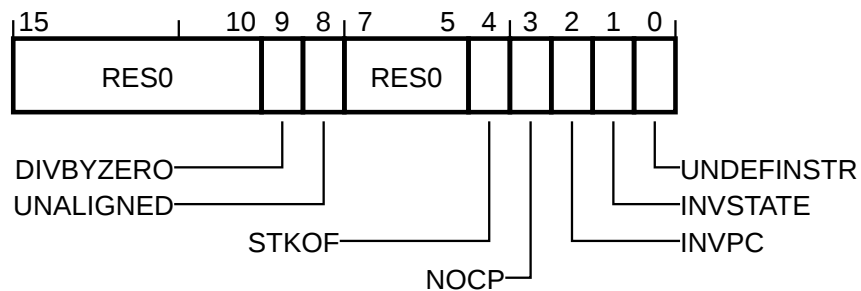 15 10 9 8 7 5 4 3 2 1 0
RES0 RES0
DIVBYZERO UNDEFINSTR
UNALIGNED INVSTATE
STKOF INVPC
NOCP